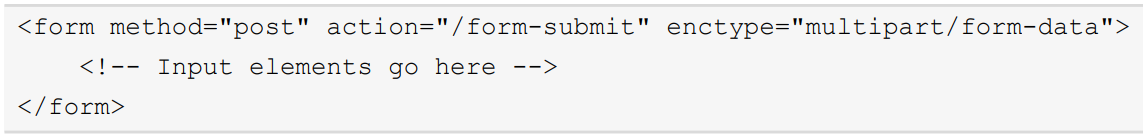 <form method="post" action="/form-submit" enctype="multipart/form-data">
    <!-- Input elements go here -->
</form>